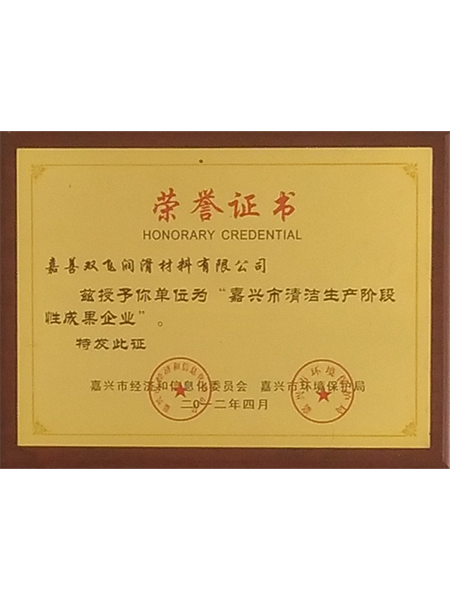 荣誉证书
HONORARY CREDENTIAL
嘉善双飞润滑材料有限公司
兹授予你单位为“嘉兴市清洁生产阶段
性成果企业”。
特发此证
嘉兴市经济和信息化委员会 嘉兴市环境保护局
二〇一二年四月